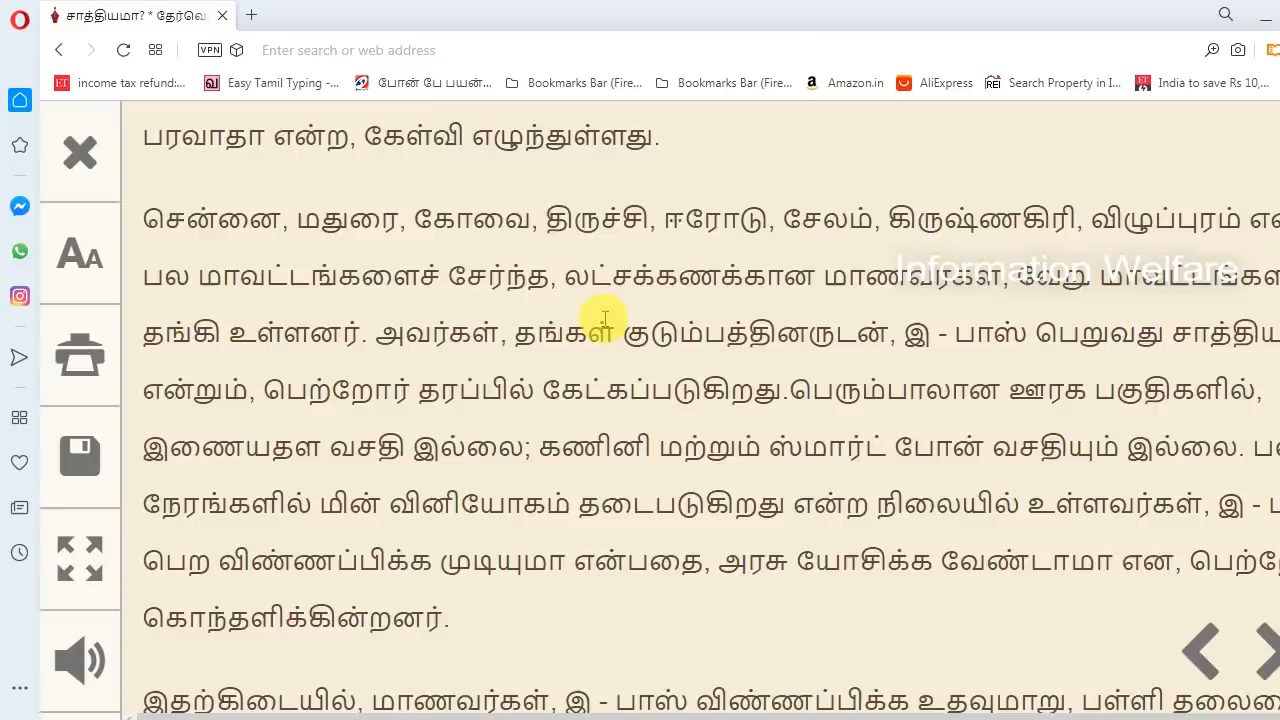 சாத்தியமா? * தேர்வெ
VPN Enter search or web address
ET income tax refund:... Easy Tamil Typing -... போன் பே பயன்... Bookmarks Bar (Fire... Bookmarks Bar (Fire... Amazon.in AliExpress Search Property in I... India to save Rs 10,...
பரவாதா என்ற, கேள்வி எழுந்துள்ளது.
சென்னை, மதுரை, கோவை, திருச்சி, ஈரோடு, சேலம், கிருஷ்ணகிரி, விழுப்புரம்
பல மாவட்டங்களைச் சேர்ந்த, லட்சக்கணக்கான மாணவர்கள், வேறு
Information Welfare
தங்கி உள்ளனர். அவர்கள், தங்கள் குடும்பத்தினருடன், இ - பாஸ் பெறுவது
என்றும், பெற்றோர் தரப்பில் கேட்கப்படுகிறது.பெரும்பாலான ஊரக பகுதிகளில்,
இணையதள வசதி இல்லை; கணினி மற்றும் ஸ்மார்ட் போன் வசதியும் இல்லை.
நேரங்களில் மின் வினியோகம் தடைபடுகிறது என்ற நிலையில் உள்ளவர்கள், இ -
பெற விண்ணப்பிக்க முடியுமா என்பதை, அரசு யோசிக்க வேண்டாமா என,
கொந்தளிக்கின்றனர்.
இதற்கிடையில், மாணவர்கள், இ - பாஸ் விண்ணப்பிக்க உதவுமாறு, பள்ளி